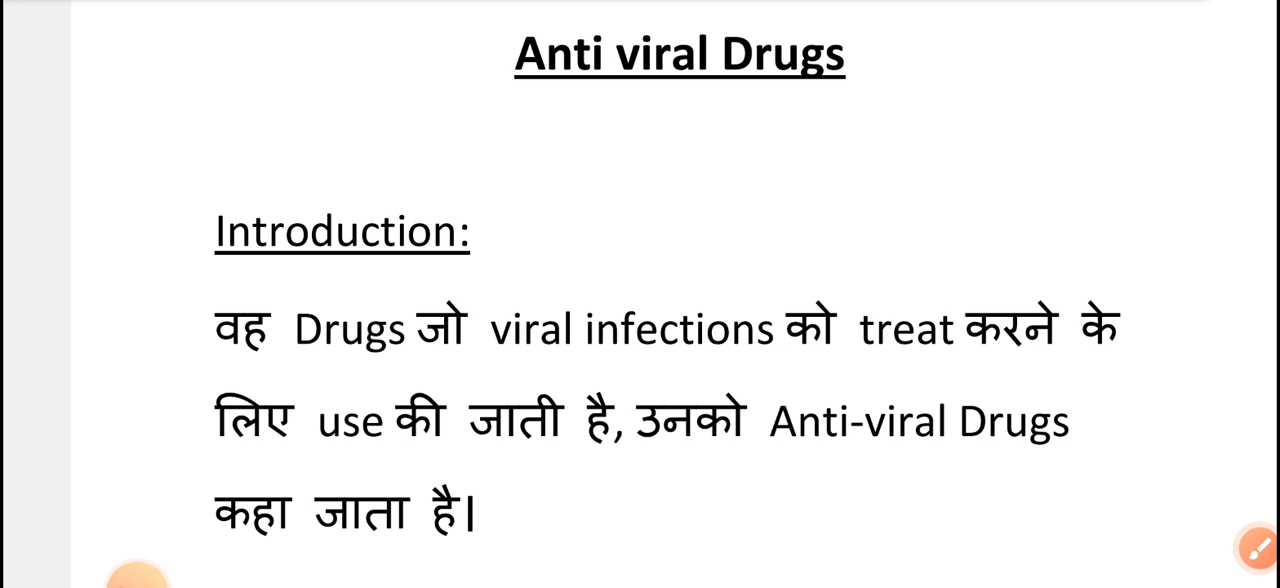 Anti viral Drugs
Introduction:
वह Drugs जो viral infections को treat करने के
लिए use की जाती है, उनको Anti-viral Drugs
कहा जाता है।